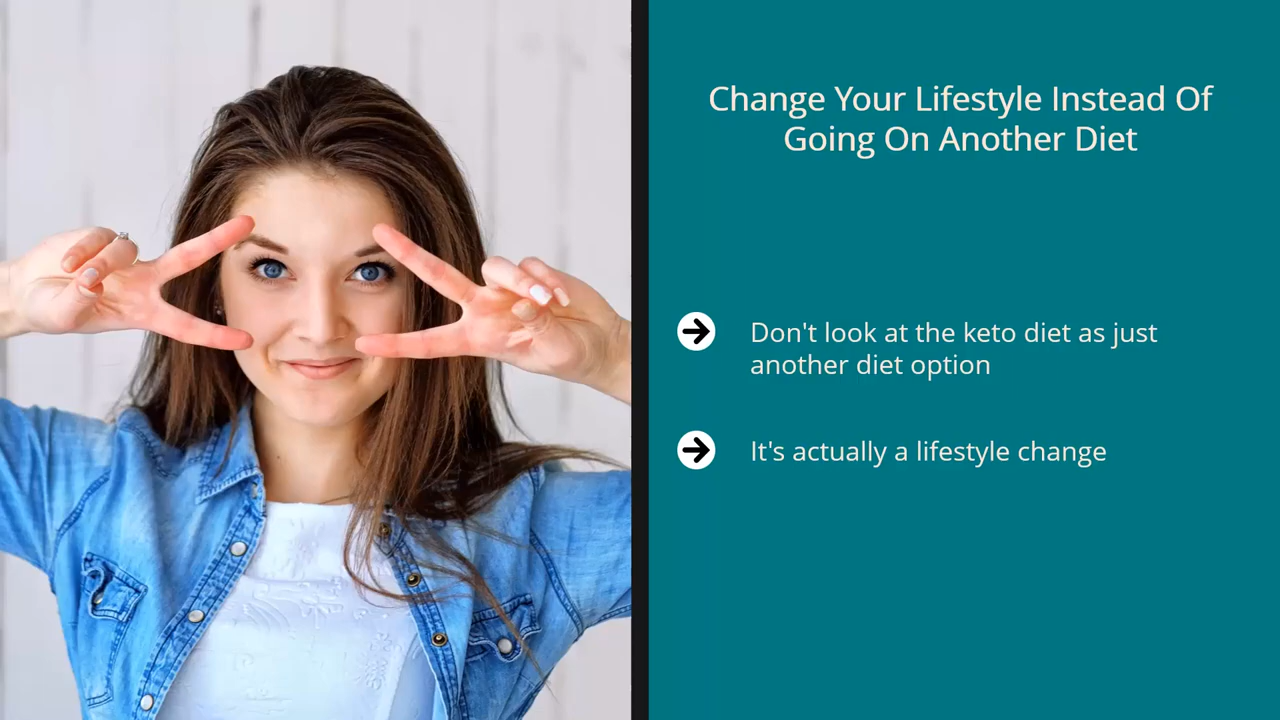 Change Your Lifestyle Instead Of
Going On Another Diet
Don't look at the keto diet as just
another diet option
It's actually a lifestyle change